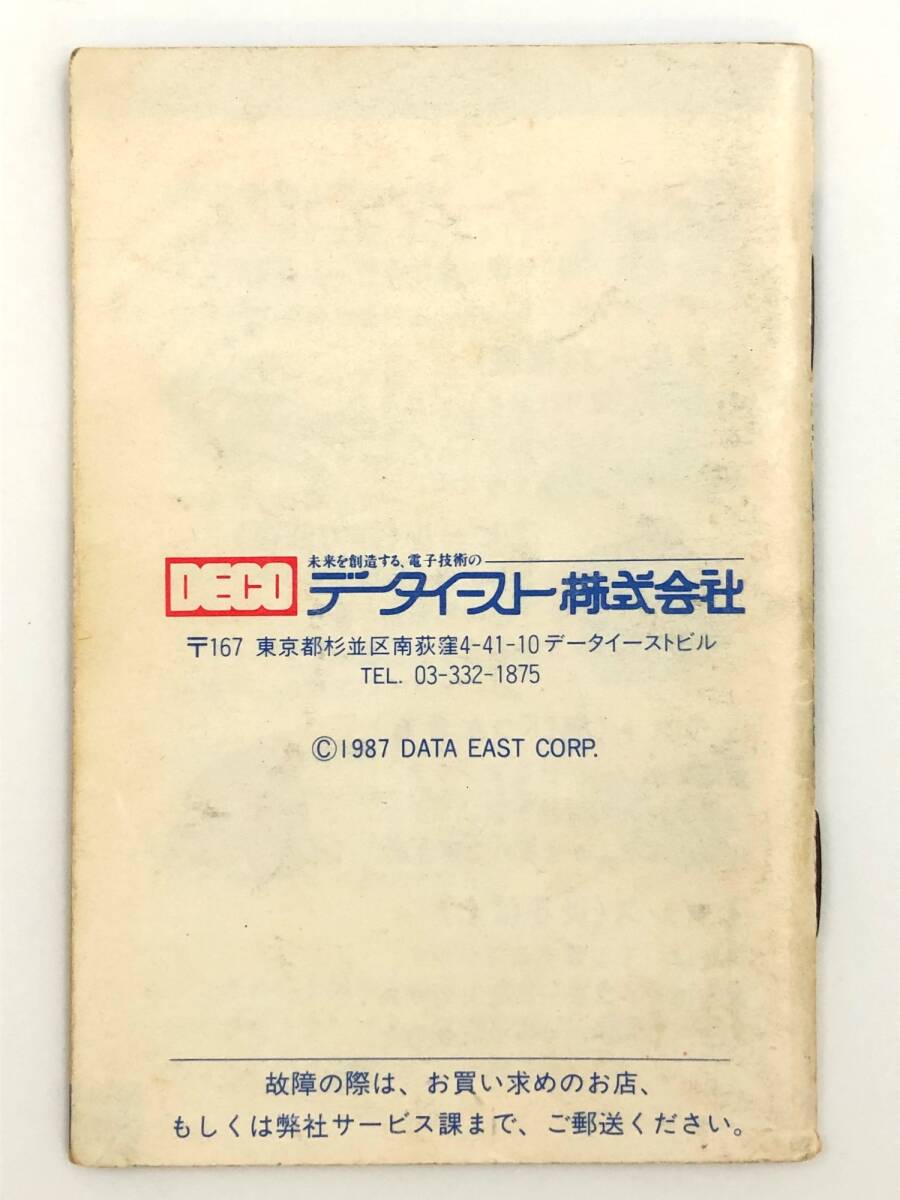 DECO
未来を創造する、電子技術の
データイースト株式会社
〒167 東京都杉並区南荻窪4-41-10データイーストビル
TEL. 03-332-1875
©1987 DATA EAST CORP.
故障の際は、お買い求めのお店、
もしくは弊社サービス課まで、ご郵送ください。